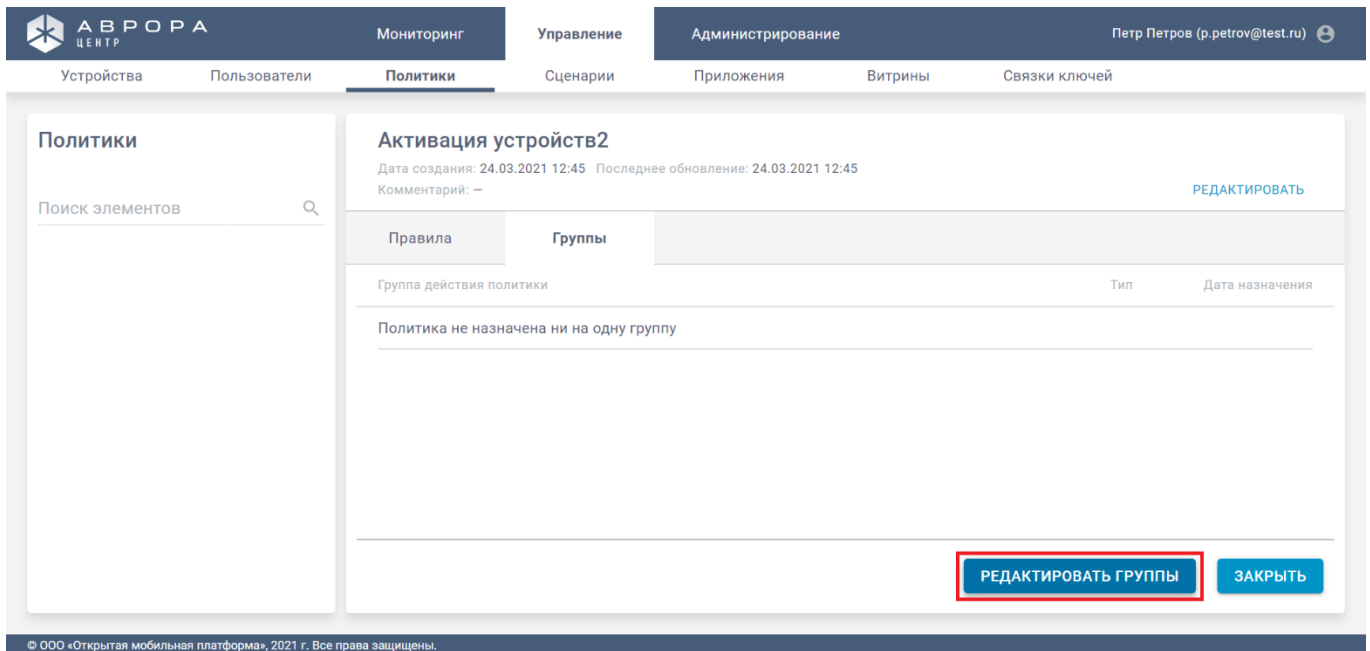 АВРОРА
ЦЕНТР
Мониторинг Управление Администрирование Петр Петров (p.petrov@test.ru)
Устройства Пользователи Политики Сценарии Приложения Витрины Связки ключей
Политики
Поиск элементов
Активация устройств2
Дата создания: 24.03.2021 12:45 Последнее обновление: 24.03.2021 12:45
Комментарий: —
РЕДАКТИРОВАТЬ
Правила Группы
Группа действия политики Тип Дата назначения
Политика не назначена ни на одну группу
РЕДАКТИРОВАТЬ ГРУППЫ ЗАКРЫТЬ
© ООО «Открытая мобильная платформа», 2021 г. Все права защищены.